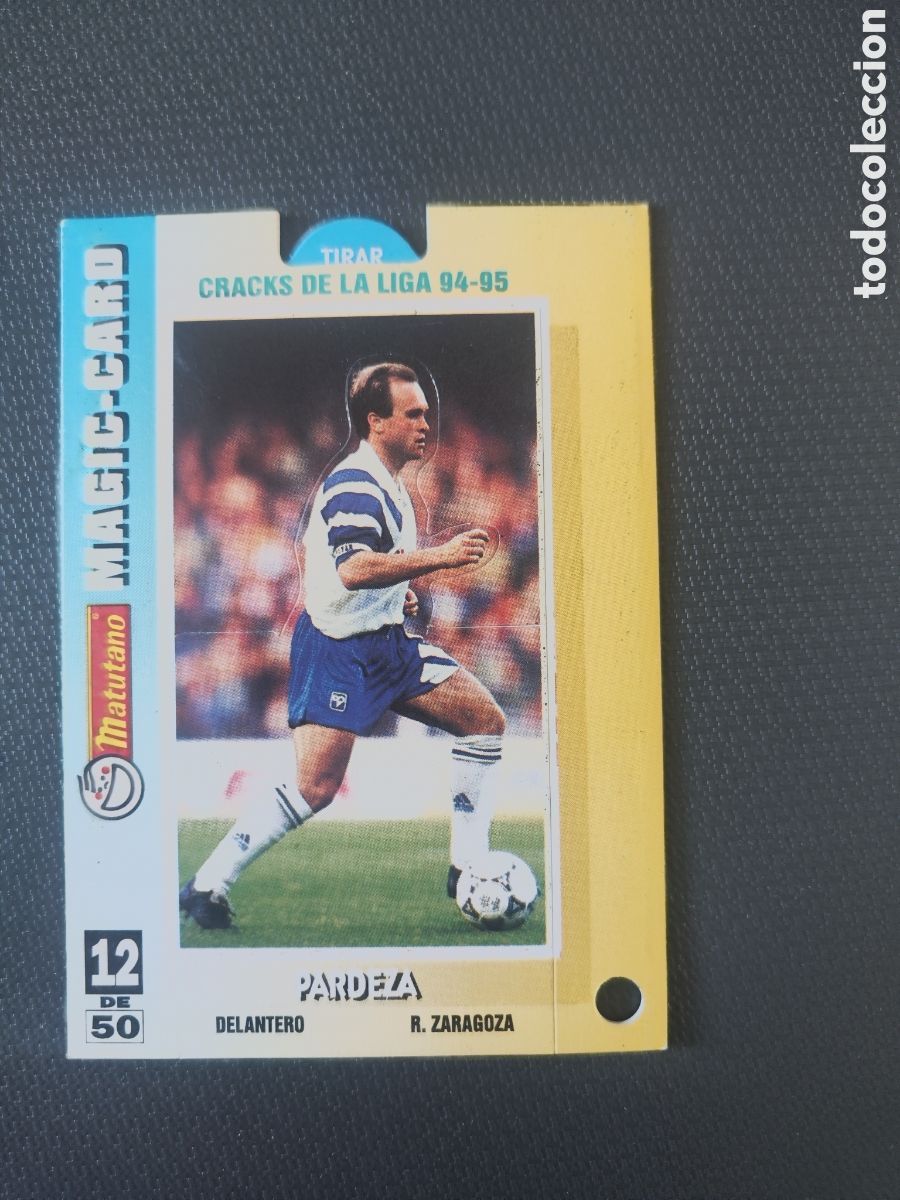 TIRAR
CRACKS DE LA LIGA 94-95
MAGIC-CARD
Matutano
12
DE
50
PARDEZA
DELANTERO R. ZARAGOZA
todocoleccion